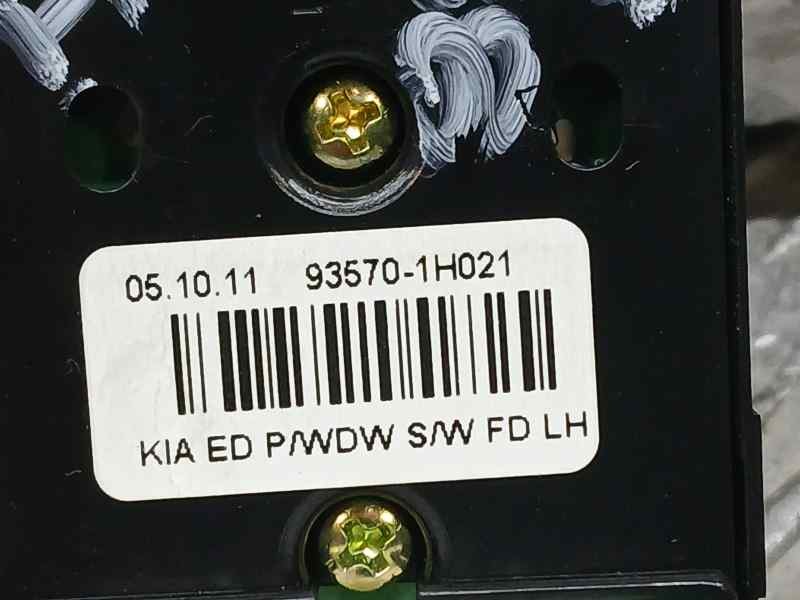 05.10.11 93570-1H021
KIA ED P/WDW S/W FD LH